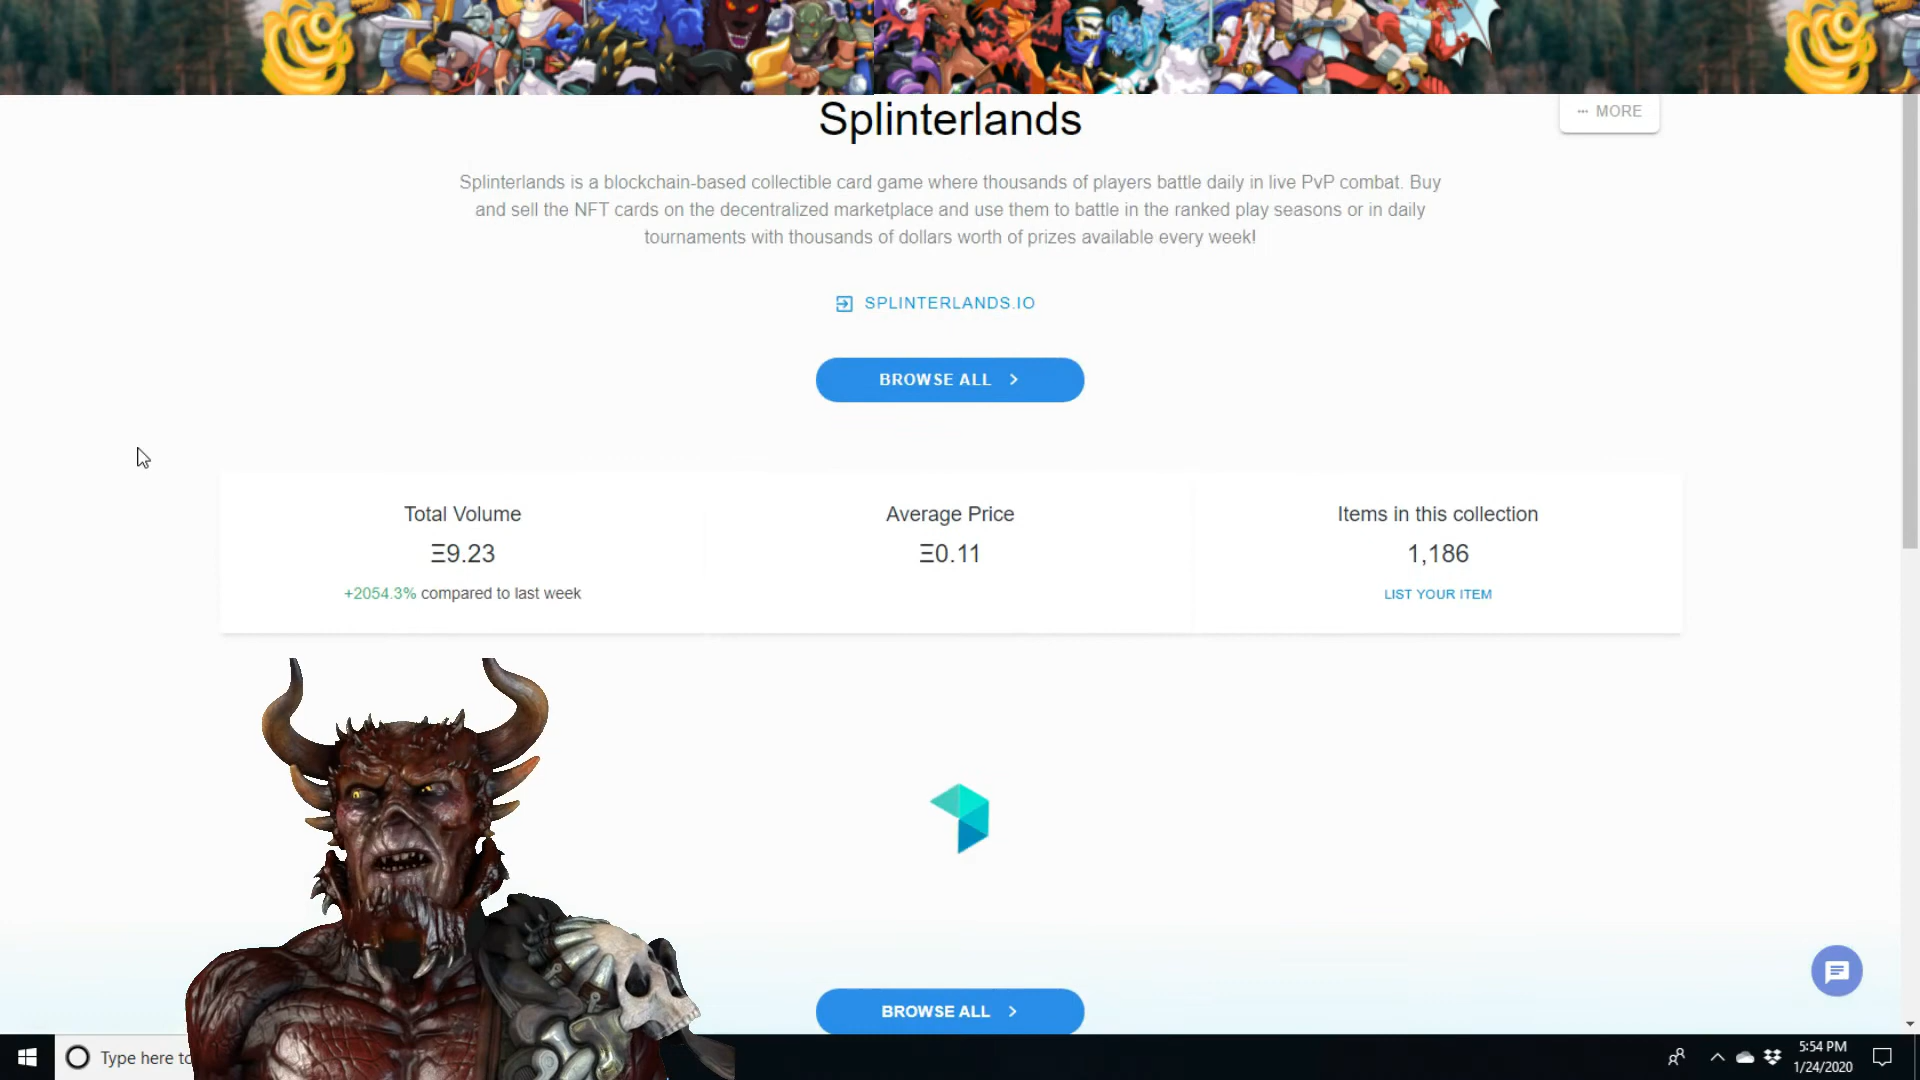 Splinterlands
··· MORE
Splinterlands is a blockchain-based collectible card game where thousands of players battle daily in live PvP combat. Buy
and sell the NFT cards on the decentralized marketplace and use them to battle in the ranked play seasons or in daily
tournaments with thousands of dollars worth of prizes available every week!
SPLINTERLANDS.IO
BROWSE ALL >
Total Volume
Ξ9.23
+2054.3% compared to last week
Average Price
Ξ0.11
Items in this collection
1,186
LIST YOUR ITEM
BROWSE ALL >
Type here to
5:54 PM
1/24/2020